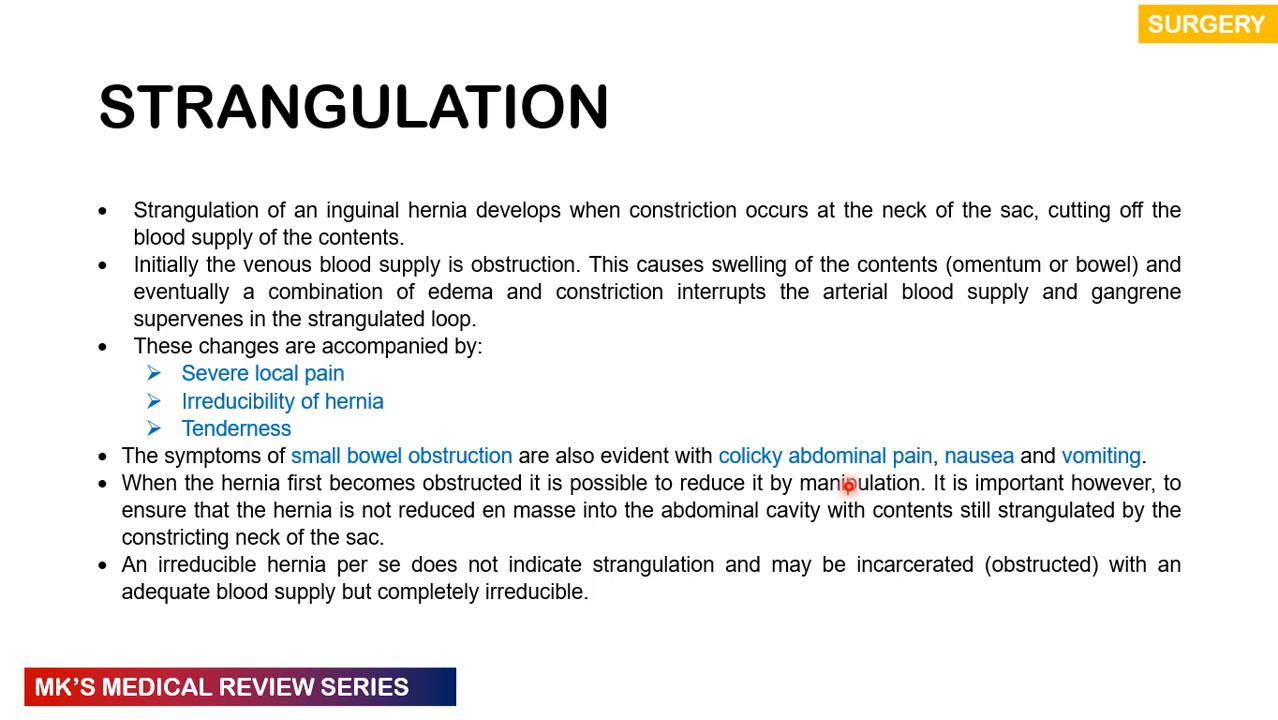 SURGERY
STRANGULATION
• Strangulation of an inguinal hernia develops when constriction occurs at the neck of the sac, cutting off the
blood supply of the contents.
• Initially the venous blood supply is obstruction. This causes swelling of the contents (omentum or bowel) and
eventually a combination of edema and constriction interrupts the arterial blood supply and gangrene
supervenes in the strangulated loop.
• These changes are accompanied by:
➢ Severe local pain
➢ Irreducibility of hernia
➢ Tenderness
• The symptoms of small bowel obstruction are also evident with colicky abdominal pain, nausea and vomiting.
• When the hernia first becomes obstructed it is possible to reduce it by manipulation. It is important however, to
ensure that the hernia is not reduced en masse into the abdominal cavity with contents still strangulated by the
constricting neck of the sac.
• An irreducible hernia per se does not indicate strangulation and may be incarcerated (obstructed) with an
adequate blood supply but completely irreducible.
MK'S MEDICAL REVIEW SERIES